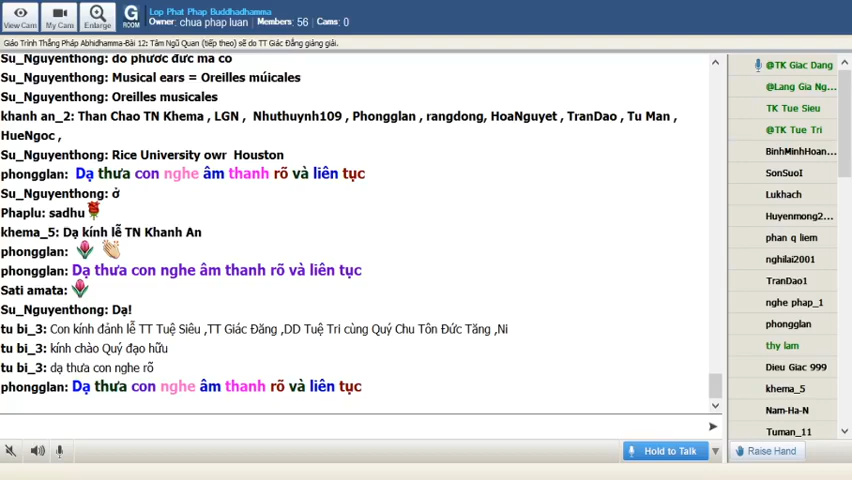 Lop Phat Phap Buddhadhamma
Owner: chua phap luan Members: 56 Cams: 0
View Cam
My Cam
Enlarge
G
ROOM
Giáo Trình Thắng Pháp Abhidhamma-Bài 12: Tâm Ngũ Quan (tiếp theo) sẽ do TT Giác Đẳng giảng giải.
Su_Nguyenthong: do phước đức mà có
Su_Nguyenthong: Musical ears = Oreilles múicales
Su_Nguyenthong: Oreilles musicales
khanh an_2: Than Chao TN Khema , LGN , Nhuthuynh109 , Phongglan , rangdong, HoaNguyet , TranDao , Tu Man ,
HueNgoc ,
Su_Nguyenthong: Rice University owr Houston
phongglan: Dạ thưa con nghe âm thanh rõ và liên tục
Su_Nguyenthong: ở
Phaplu: sadhu
khema_5: Dạ kính lễ TN Khanh An
phongglan:
phongglan: Dạ thưa con nghe âm thanh rõ và liên tục
Sati amata:
Su_Nguyenthong: Dạ!
tu bi_3: Con kính đảnh lễ TT Tuệ Siêu ,TT Giác Đăng ,DD Tuệ Tri cùng Quý Chu Tôn Đức Tăng ,Ni
tu bi_3: kính chào Quý đạo hữu
tu bi_3: dạ thưa con nghe rõ
phongglan: Dạ thưa con nghe âm thanh rõ và liên tục
@TK Giac Dang
@Lang Gia Ng...
TK Tue Sieu
@TK Tue Tri
BinhMinhHoan...
SonSuoI
Lukhach
Huyenmong2...
phan q liem
nghilai2001
TranDao1
nghe phap_1
phongglan
thy lam
Dieu Giac 999
khema_5
Nam-Ha-N
Tuman_11
Hold to Talk
Raise Hand